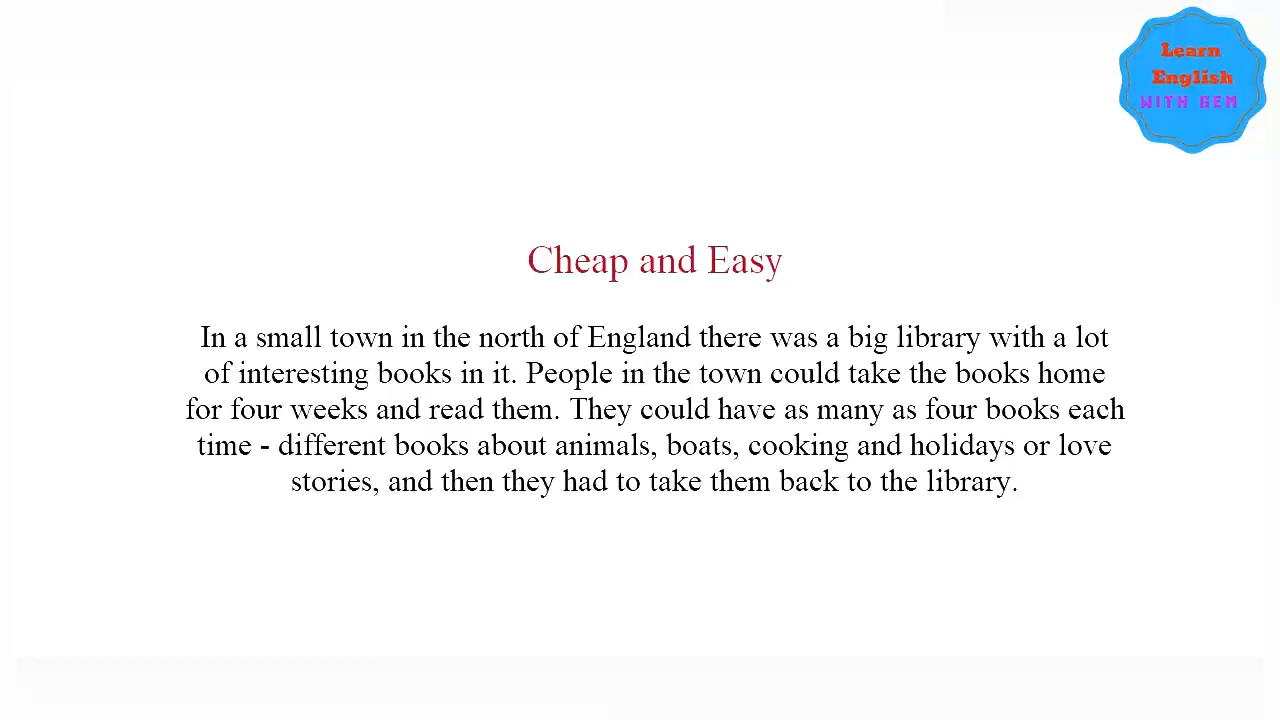 Learn
English
WITH GEM
Cheap and Easy
In a small town in the north of England there was a big library with a lot
of interesting books in it. People in the town could take the books home
for four weeks and read them. They could have as many as four books each
time - different books about animals, boats, cooking and holidays or love
stories, and then they had to take them back to the library.